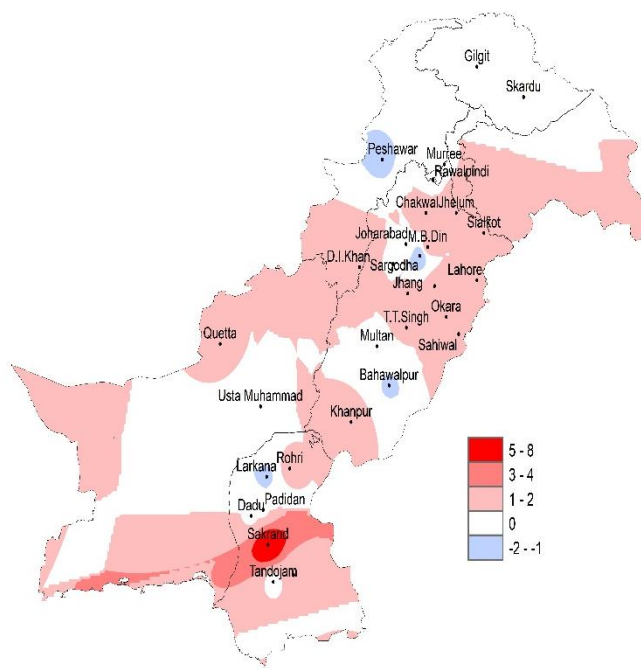 Gilgit
Skardu
Peshawar
Murree
Rawalpindi
Chakwal Jhelum
Sialkot
Joharabad M.B.Din
D.I.Khan
Sargodha
Lahore
Jhang
Okara
T.T.Singh
Quetta
Multan
Sahiwal
Bahawalpur
Usta Muhammad
Khanpur
5 - 8
3 - 4
1 - 2
0
-2 - -1
Rohri
Larkana
Padidan
Dadu
Sakrand
Tandojam